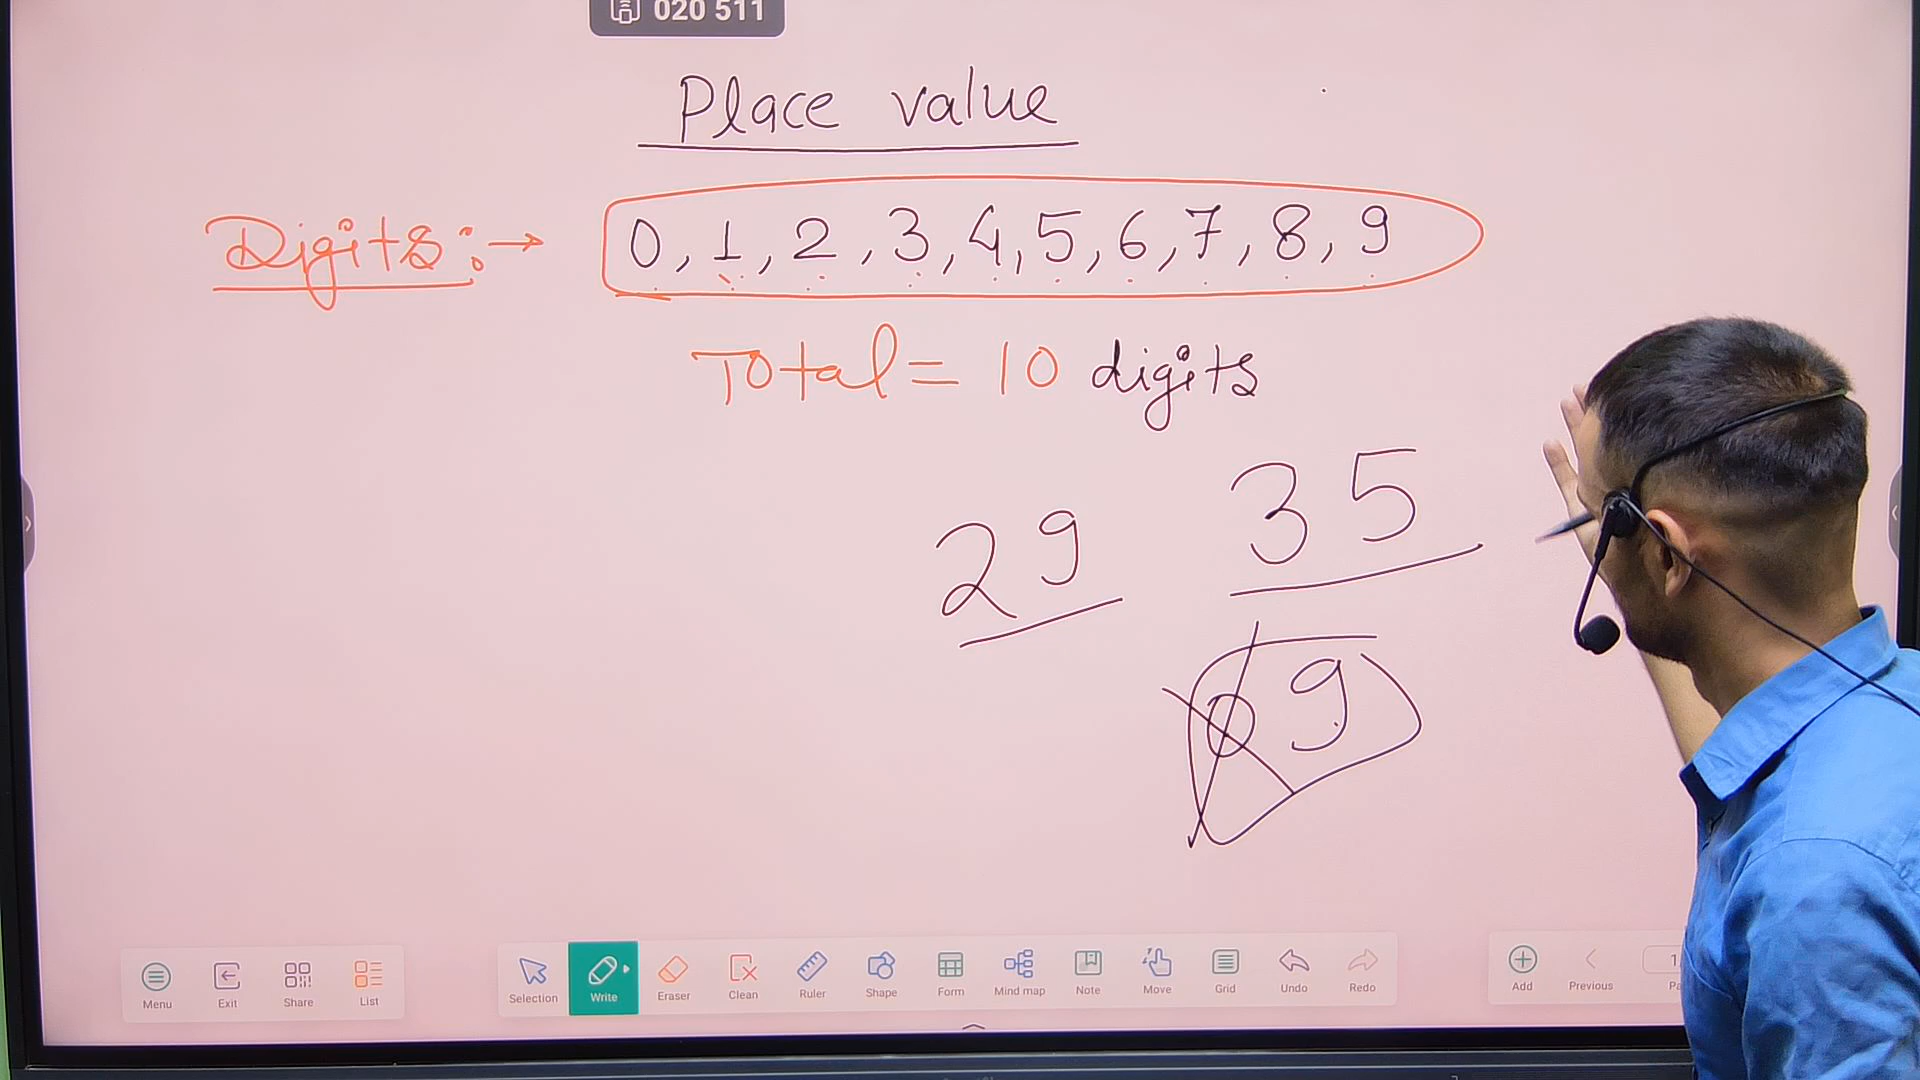 020 511
Place value
Digits:→ 0, 1, 2, 3, 4, 5, 6, 7, 8, 9
Total = 10 digits
29 35
09
Menu Exit Share List Selection Write Eraser Clean Ruler Shape Form Mind map Note Move Grid Undo Redo Add Previous 1